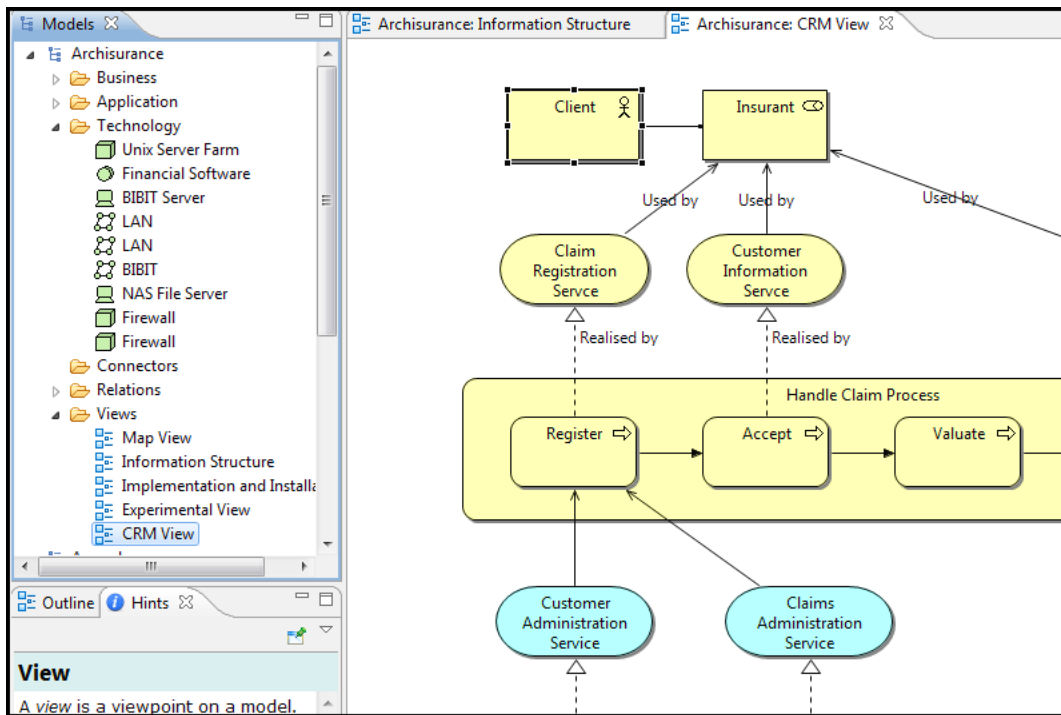 Models
Archisurance
Business
Application
Technology
Unix Server Farm
Financial Software
BIBIT Server
LAN
LAN
BIBIT
NAS File Server
Firewall
Firewall
Connectors
Relations
Views
Map View
Information Structure
Implementation and Installa
Experimental View
CRM View
Outline
Hints
View
A view is a viewpoint on a model.
Archisurance: Information Structure
Archisurance: CRM View
Client
Insurant
Used by
Used by
Used by
Claim
Registration
Servce
Customer
Information
Servce
Realised by
Realised by
Handle Claim Process
Register
Accept
Valuate
Customer
Administration
Service
Claims
Administration
Service